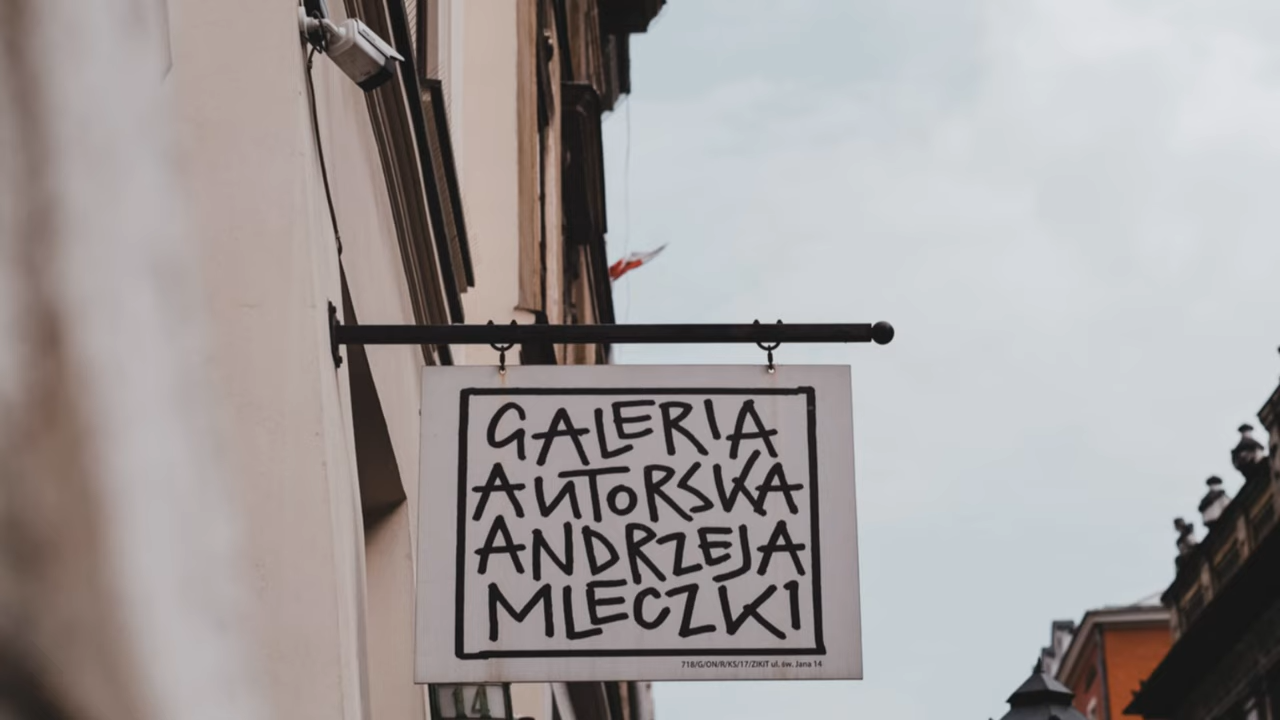 GALERIA
AUTORSKA
ANDRZEJA
MLECZKI
718/G/ON/R/KS/17/ZIKiT ul. św. Jana 14
14